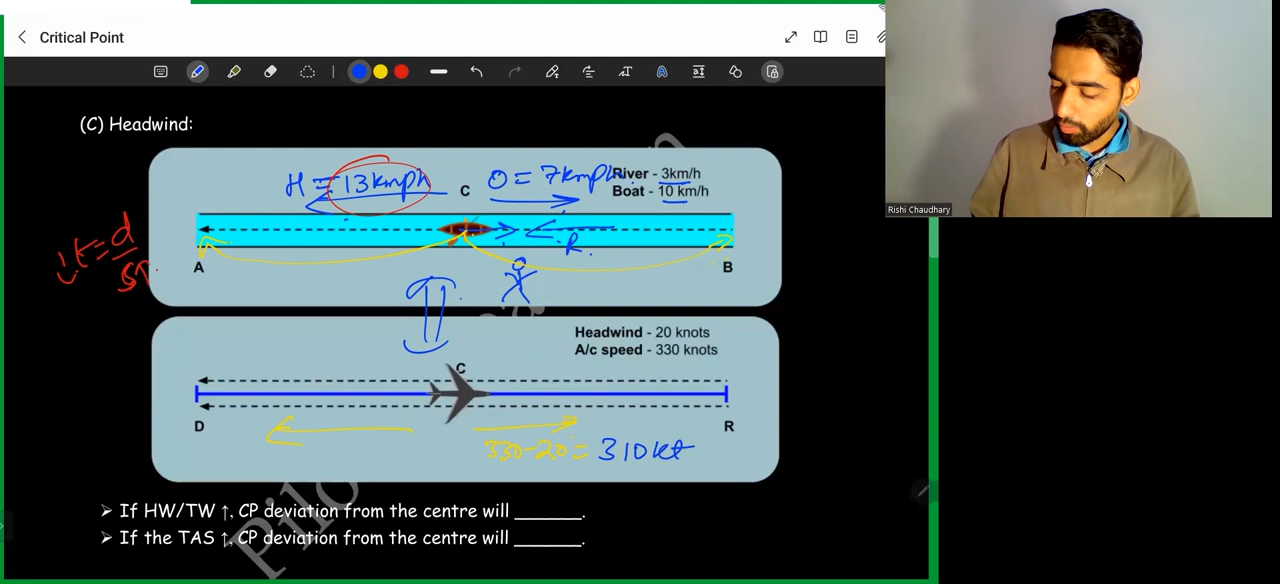 Critical Point
(C) Headwind:
H = 13kmph
C
O = 7kmph.
River - 3km/h
Boat - 10 km/h
R
t = d
A
B
Headwind - 20 knots
A/c speed - 330 knots
C
D
R
330-20 = 310kt
➢ If HW/TW ↑, CP deviation from the centre will ______.
➢ If the TAS ↑, CP deviation from the centre will ______.
Rishi Chaudhary